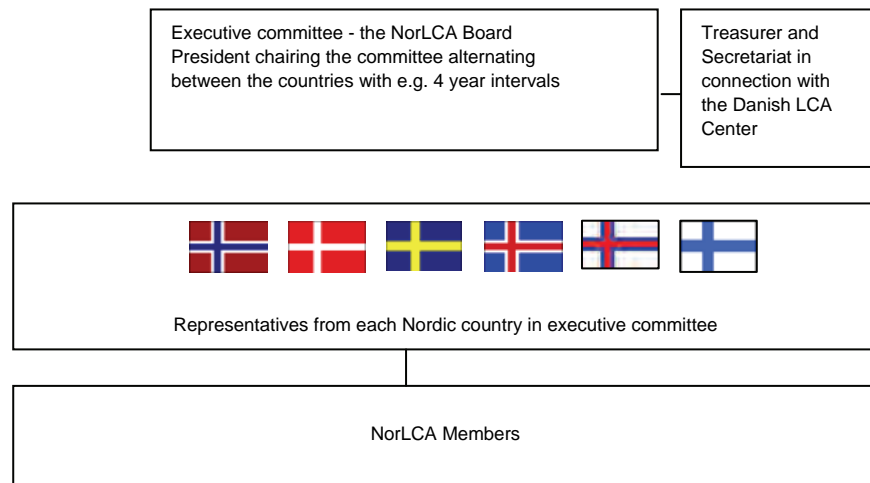 Executive committee - the NorLCA Board
President chairing the committee alternating
between the countries with e.g. 4 year intervals
Treasurer and
Secretariat in
connection with
the Danish LCA
Center
Representatives from each Nordic country in executive committee
NorLCA Members